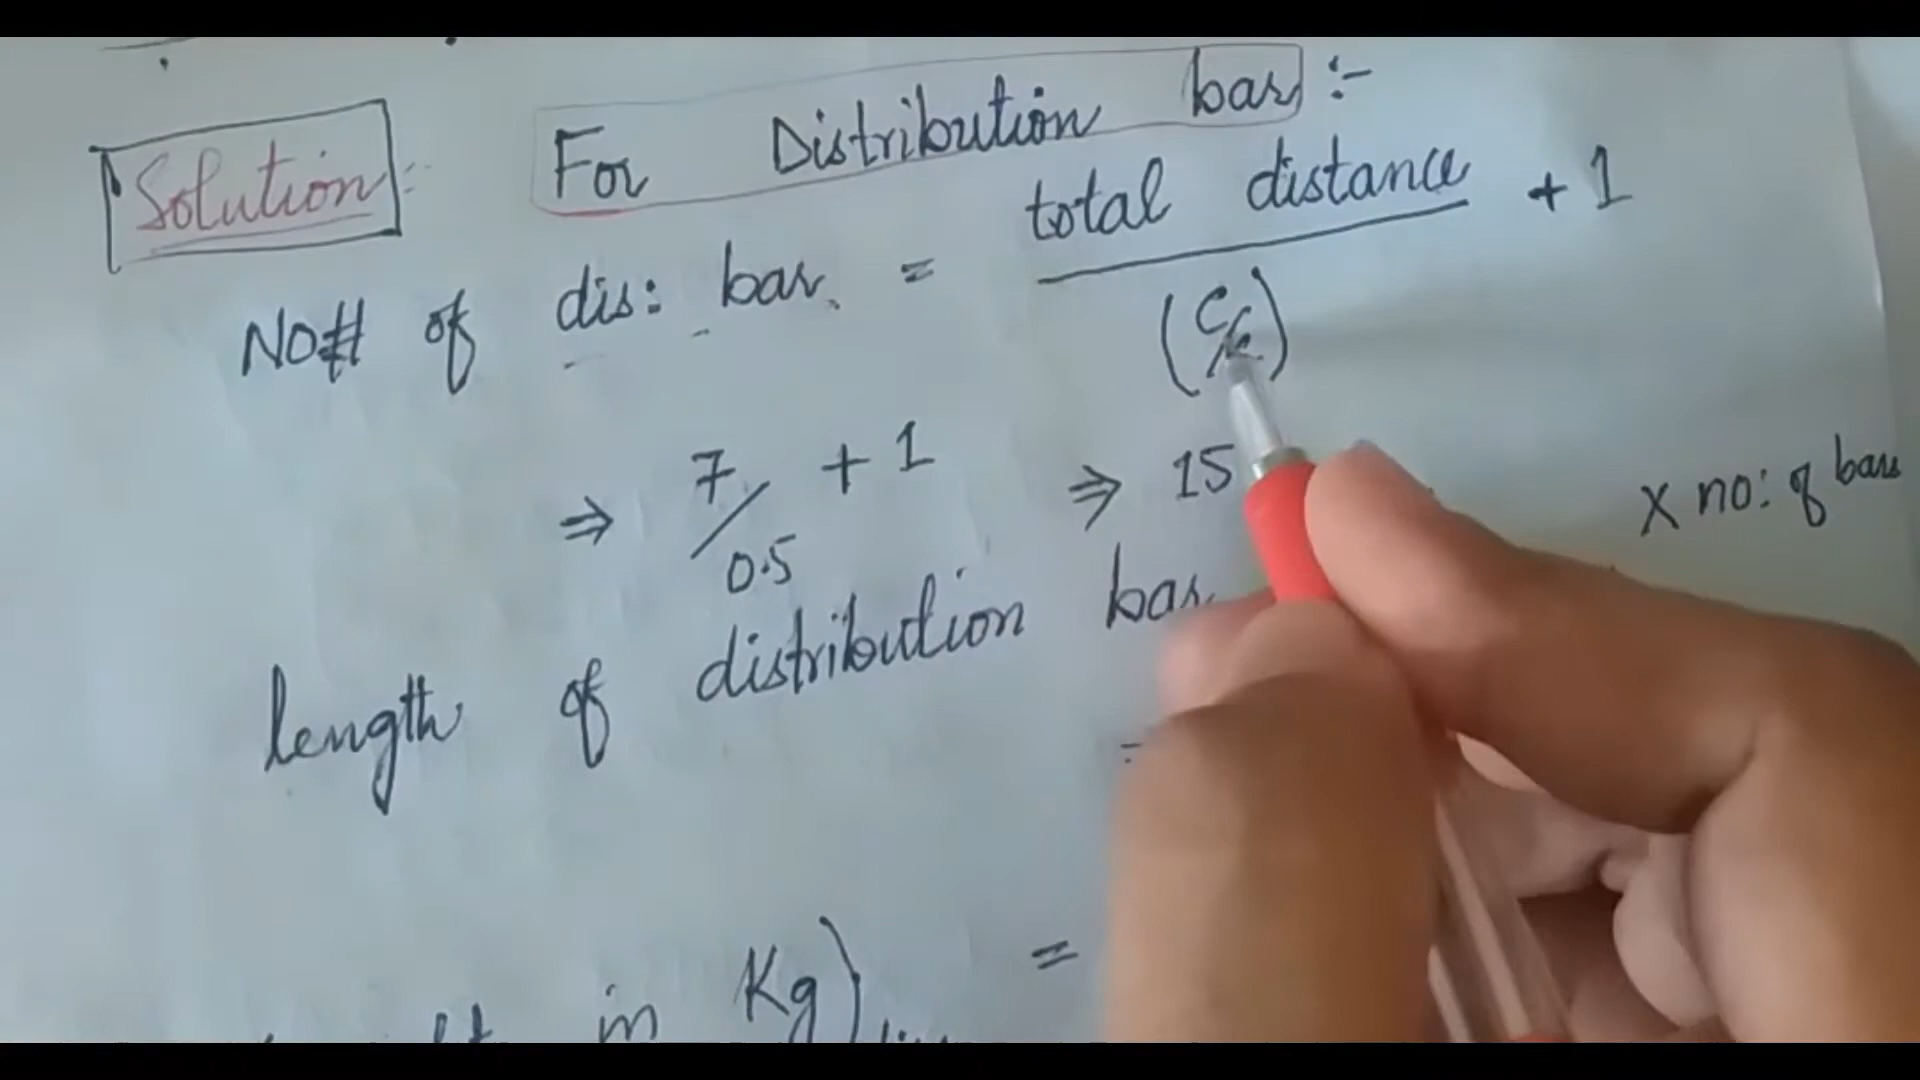 Solution:
For Distribution bar :-
No# of dis: bar = total distance / (c/c) + 1
⇒ 7/0.5 + 1 ⇒ 15
x no: of bars
length of distribution bar
=
in Kg) =